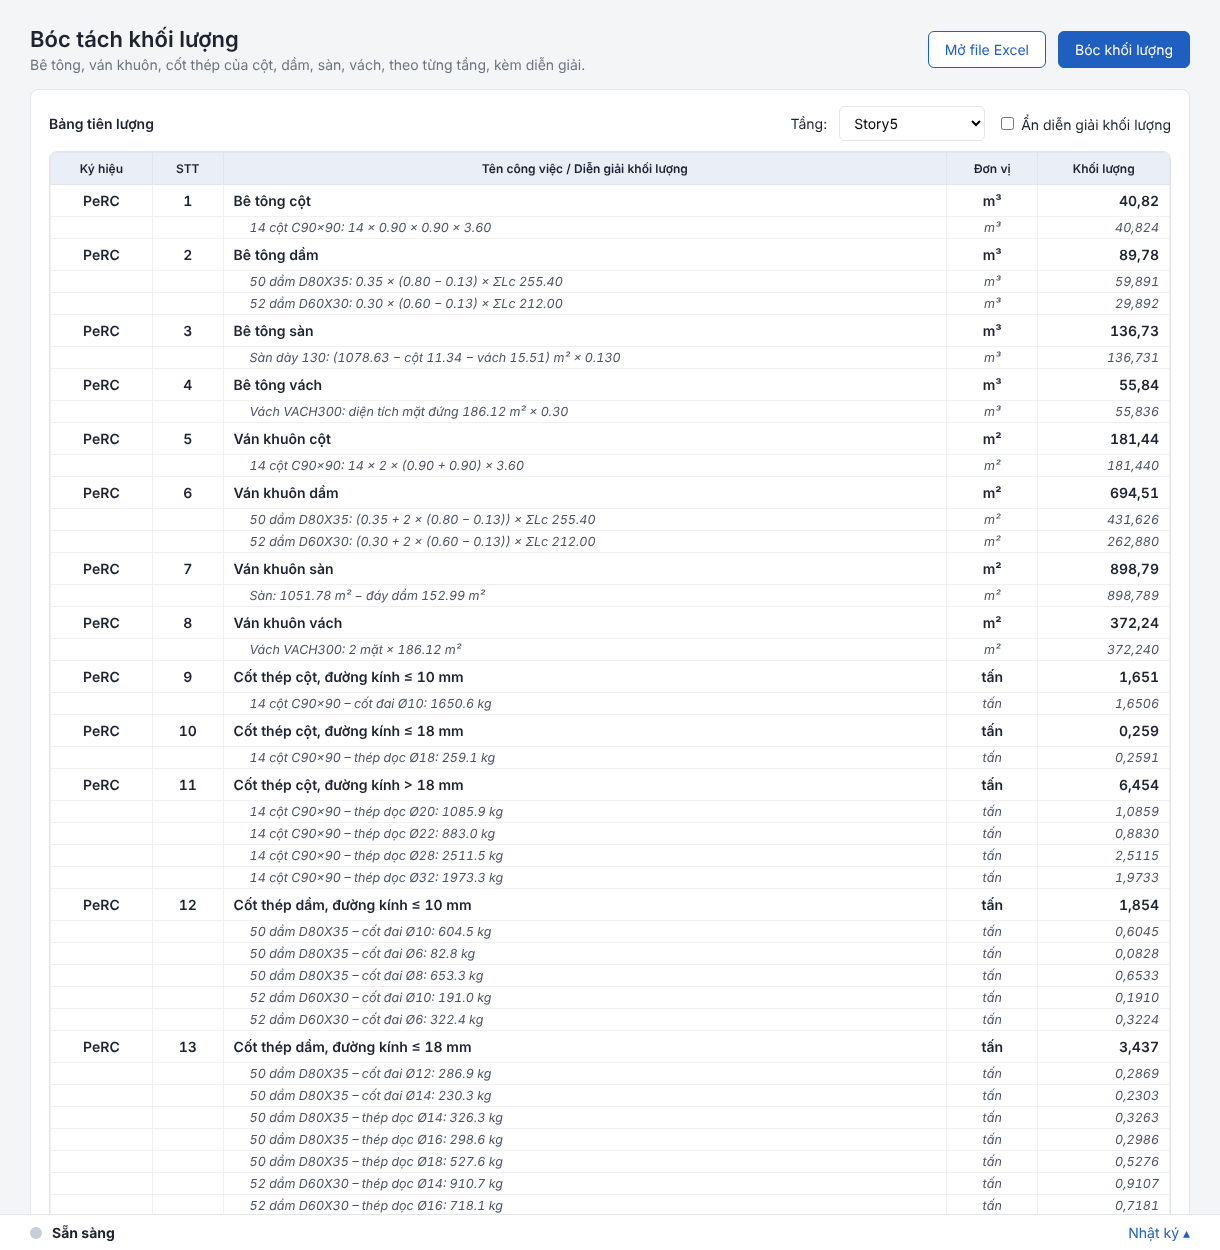 Bóc tách khối lượng
Bê tông, ván khuôn, cốt thép của cột, dầm, sàn, vách, theo từng tầng, kèm diễn giải.
Mở file Excel
Bóc khối lượng
Bảng tiên lượng
Tầng: Story5 Ẩn diễn giải khối lượng
Ký hiệu STT Tên công việc / Diễn giải khối lượng Đơn vị Khối lượng
PeRC 1 Bê tông cột m³ 40,82
14 cột C90×90: 14 × 0.90 × 0.90 × 3.60 m³ 40,824
PeRC 2 Bê tông dầm m³ 89,78
50 dầm D80X35: 0.35 × (0.80 − 0.13) × ΣLc 255.40 m³ 59,891
52 dầm D60X30: 0.30 × (0.60 − 0.13) × ΣLc 212.00 m³ 29,892
PeRC 3 Bê tông sàn m³ 136,73
Sàn dày 130: (1078.63 − cột 11.34 − vách 15.51) m² × 0.130 m³ 136,731
PeRC 4 Bê tông vách m³ 55,84
Vách VACH300: diện tích mặt đứng 186.12 m² × 0.30 m³ 55,836
PeRC 5 Ván khuôn cột m² 181,44
14 cột C90×90: 14 × 2 × (0.90 + 0.90) × 3.60 m² 181,440
PeRC 6 Ván khuôn dầm m² 694,51
50 dầm D80X35: (0.35 + 2 × (0.80 − 0.13)) × ΣLc 255.40 m² 431,626
52 dầm D60X30: (0.30 + 2 × (0.60 − 0.13)) × ΣLc 212.00 m² 262,880
PeRC 7 Ván khuôn sàn m² 898,79
Sàn: 1051.78 m² − đáy dầm 152.99 m² m² 898,789
PeRC 8 Ván khuôn vách m² 372,24
Vách VACH300: 2 mặt × 186.12 m² m² 372,240
PeRC 9 Cốt thép cột, đường kính ≤ 10 mm tấn 1,651
14 cột C90×90 – cốt đai Ø10: 1650.6 kg tấn 1,6506
PeRC 10 Cốt thép cột, đường kính ≤ 18 mm tấn 0,259
14 cột C90×90 – thép dọc Ø18: 259.1 kg tấn 0,2591
PeRC 11 Cốt thép cột, đường kính > 18 mm tấn 6,454
14 cột C90×90 – thép dọc Ø20: 1085.9 kg tấn 1,0859
14 cột C90×90 – thép dọc Ø22: 883.0 kg tấn 0,8830
14 cột C90×90 – thép dọc Ø28: 2511.5 kg tấn 2,5115
14 cột C90×90 – thép dọc Ø32: 1973.3 kg tấn 1,9733
PeRC 12 Cốt thép dầm, đường kính ≤ 10 mm tấn 1,854
50 dầm D80X35 – cốt đai Ø10: 604.5 kg tấn 0,6045
50 dầm D80X35 – cốt đai Ø6: 82.8 kg tấn 0,0828
50 dầm D80X35 – cốt đai Ø8: 653.3 kg tấn 0,6533
52 dầm D60X30 – cốt đai Ø10: 191.0 kg tấn 0,1910
52 dầm D60X30 – cốt đai Ø6: 322.4 kg tấn 0,3224
PeRC 13 Cốt thép dầm, đường kính ≤ 18 mm tấn 3,437
50 dầm D80X35 – cốt đai Ø12: 286.9 kg tấn 0,2869
50 dầm D80X35 – cốt đai Ø14: 230.3 kg tấn 0,2303
50 dầm D80X35 – thép dọc Ø14: 326.3 kg tấn 0,3263
50 dầm D80X35 – thép dọc Ø16: 298.6 kg tấn 0,2986
50 dầm D80X35 – thép dọc Ø18: 527.6 kg tấn 0,5276
52 dầm D60X30 – thép dọc Ø14: 910.7 kg tấn 0,9107
52 dầm D60X30 – thép dọc Ø16: 718.1 kg tấn 0,7181
Sẵn sàng
Nhật ký ▴